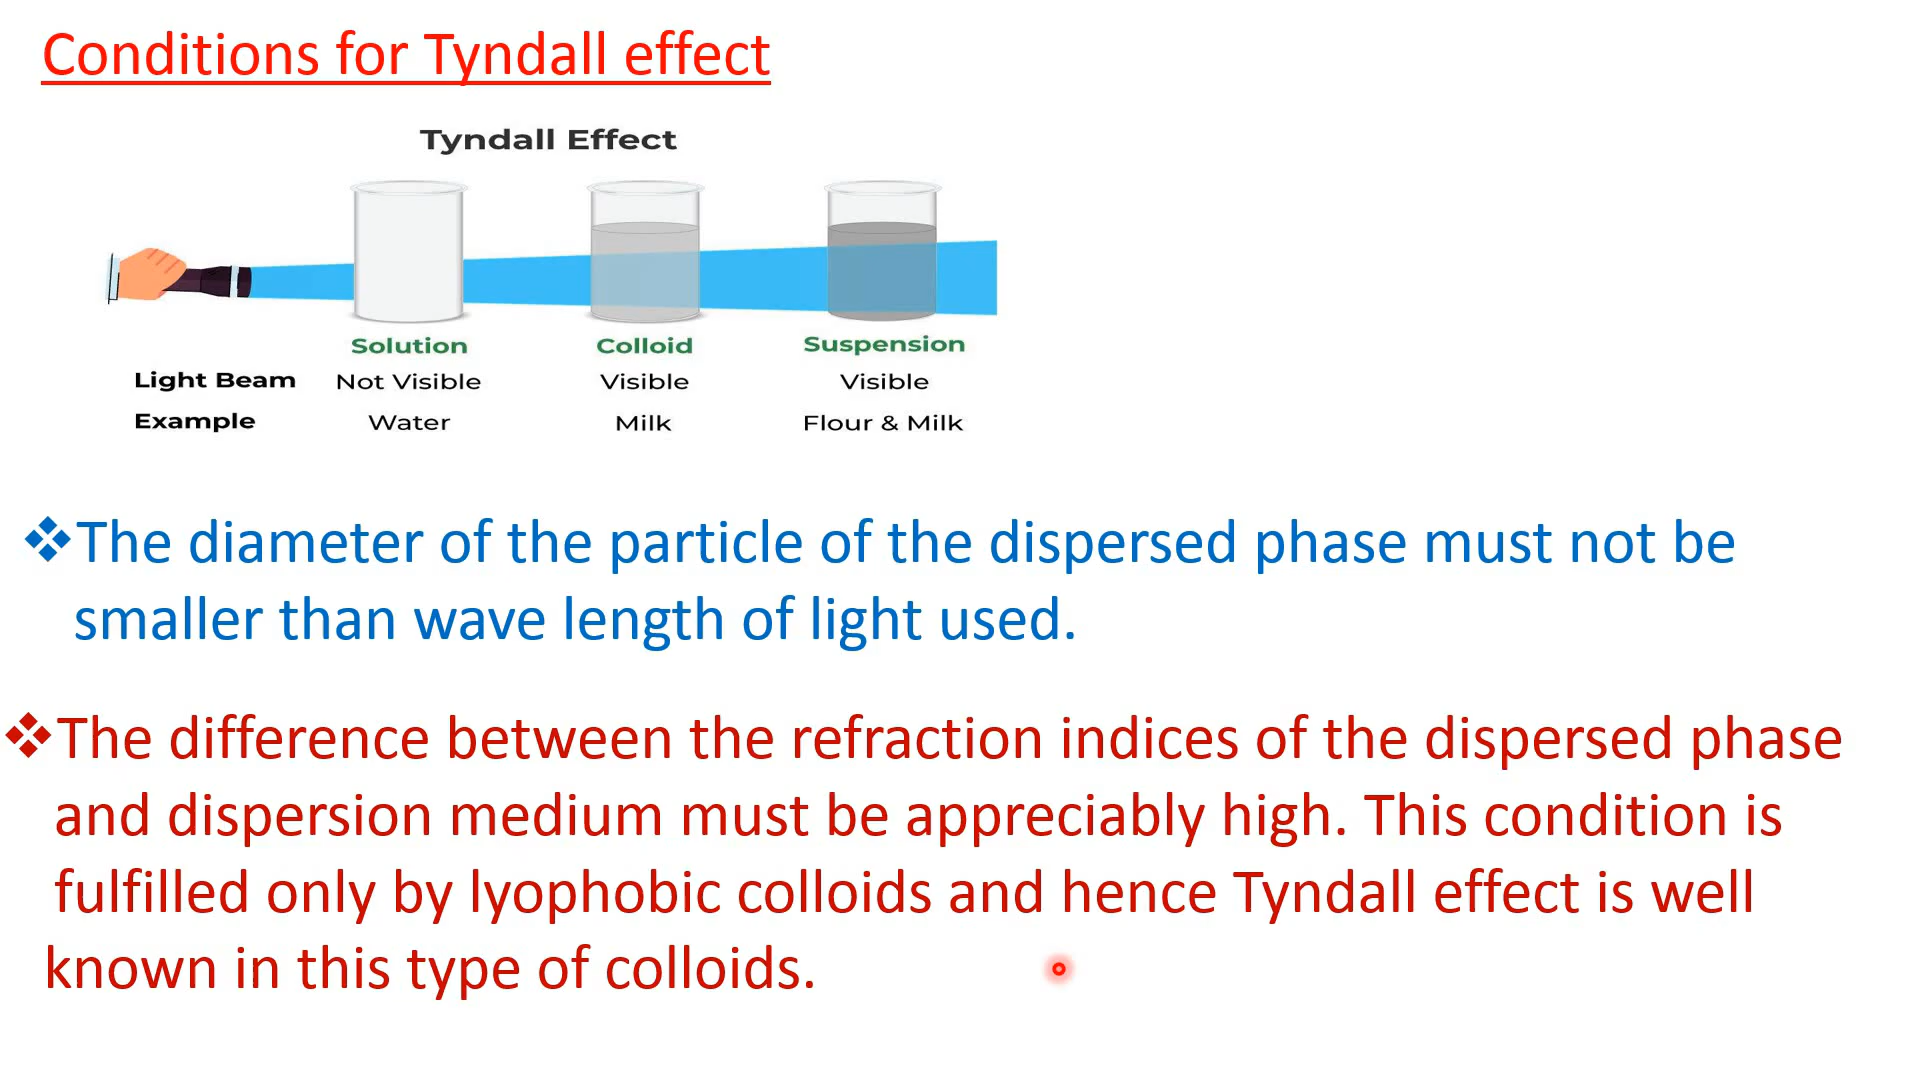 Conditions for Tyndall effect
Tyndall Effect
Solution Colloid Suspension
Light Beam Not Visible Visible Visible
Example Water Milk Flour & Milk
❖The diameter of the particle of the dispersed phase must not be
smaller than wave length of light used.
❖The difference between the refraction indices of the dispersed phase
and dispersion medium must be appreciably high. This condition is
fulfilled only by lyophobic colloids and hence Tyndall effect is well
known in this type of colloids.